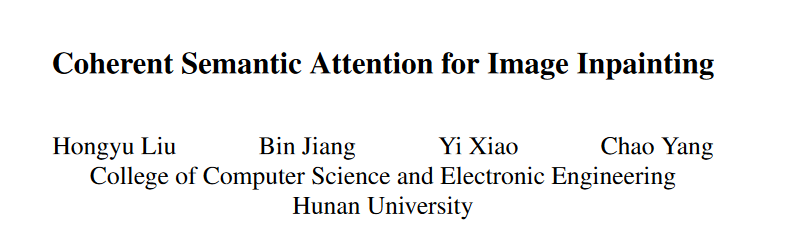 Coherent Semantic Attention for Image Inpainting
Hongyu Liu Bin Jiang Yi Xiao Chao Yang
College of Computer Science and Electronic Engineering
Hunan University